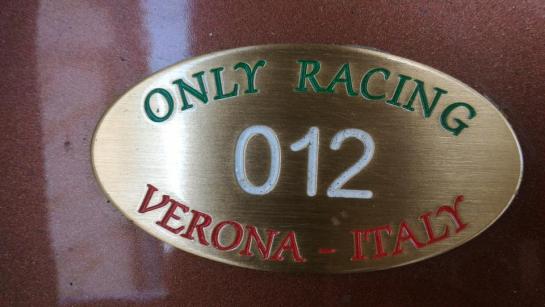 ONLY RACING
012
VERONA - ITALY